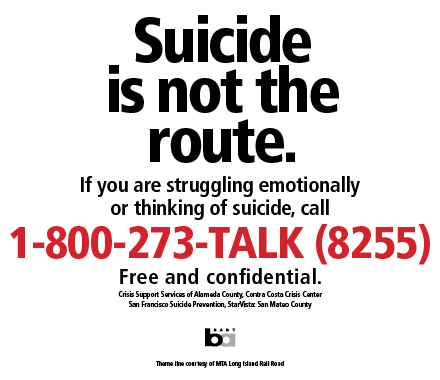 Suicide
is not the
route.
If you are struggling emotionally
or thinking of suicide, call
1-800-273-TALK (8255)
Free and confidential.
Crisis Support Services of Alameda County, Contra Costa Crisis Center
San Francisco Suicide Prevention, StarVista: San Mateo County
BART
ba
Theme line courtesy of MTA Long Island Rail Road